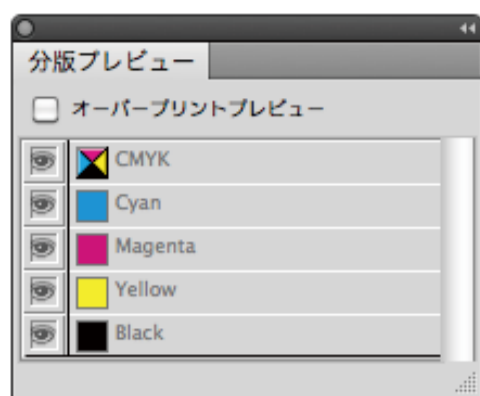 分版プレビュー
オーバープリントプレビュー
CMYK
Cyan
Magenta
Yellow
Black